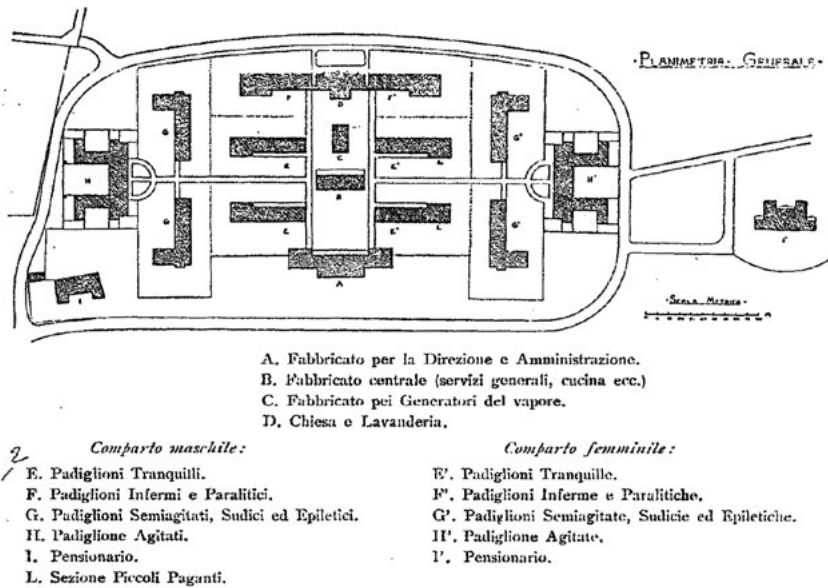 ·PLANIMETRIA· GENERALE·
F D F'
G C G'
E E' L
H B H'
G E E' L G'
A
I
·SCALA METRICA·
A. Fabbricato per la Direzione e Amministrazione.
B. Fabbricato centrale (servizi generali, cucina ecc.)
C. Fabbricato pei Generatori del vapore.
D. Chiesa e Lavanderia.
2
Comparto maschile:
E. Padiglioni Tranquilli.
F. Padiglioni Infermi e Paralitici.
G. Padiglioni Semiagitati, Sudici ed Epiletici.
H. Padiglione Agitati.
I. Pensionario.
L. Sezione Piccoli Paganti.
Comparto femminile:
E'. Padiglioni Tranquille.
F'. Padiglioni Inferme e Paralitiche.
G'. Padiglioni Semiagitate, Sudicie ed Epiletiche.
H'. Padiglione Agitate.
I'. Pensionario.